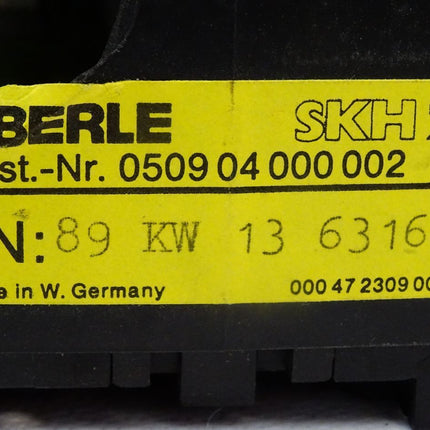 BERLE SKH
st.-Nr. 0509 04 000 002
N: 89 KW 13 6316
e in W. Germany 000 47 2309 00